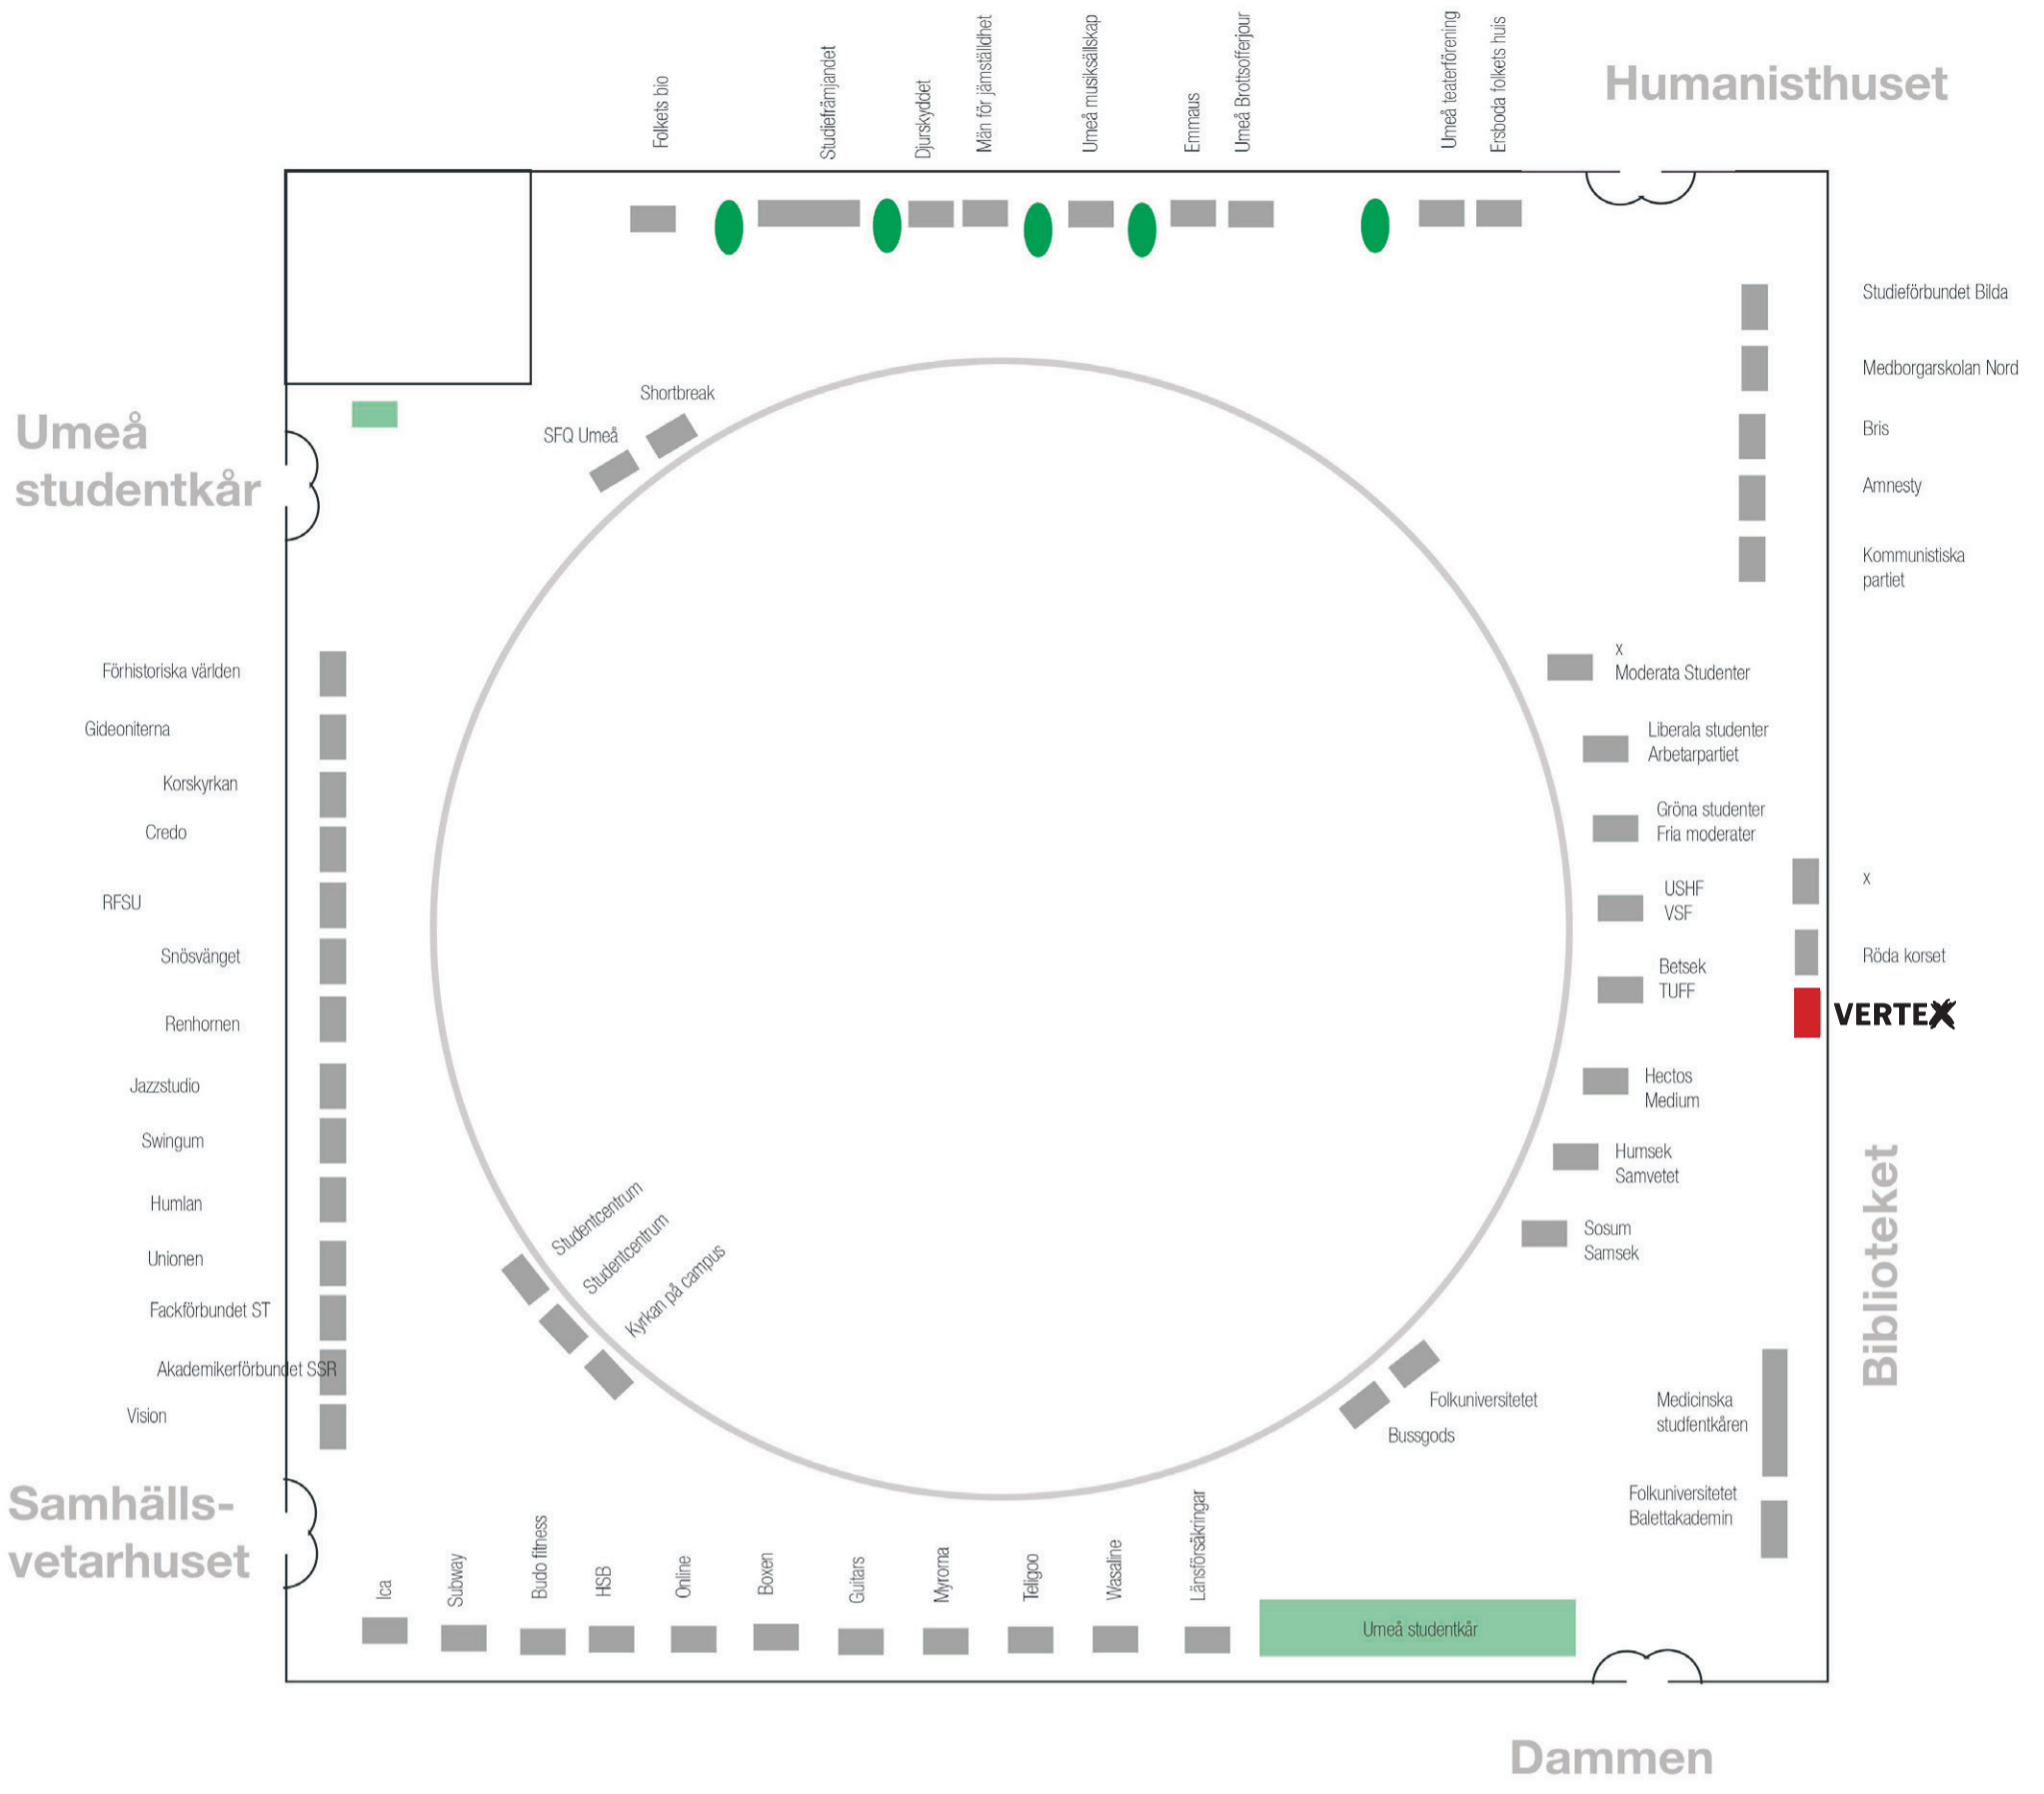 Folkets bio
Studiefrämjandet
Djurskyddet
Män för jämställdhet
Umeå musiksällskap
Emmaus
Umeå Brottsofferjour
Umeå teaterförening
Ersboda folkets huis
Humanisthuset
Studieförbundet Bilda
Medborgarskolan Nord
Bris
Amnesty
Kommunistiska
partiet
Umeå
studentkår
Shortbreak
SFQ Umeå
x
Moderata Studenter
Liberala studenter
Arbetarpartiet
Gröna studenter
Fria moderater
USHF
VSF
Betsek
TUFF
Hectos
Medium
Humsek
Samvetet
Sosum
Samsek
x
Röda korset
VERTEX
Biblioteket
Förhistoriska världen
Gideoniterna
Korskyrkan
Credo
RFSU
Snösvänget
Renhornen
Jazzstudio
Swingum
Humlan
Unionen
Fackförbundet ST
Akademikerförbundet SSR
Vision
Studentcentrum
Studentcentrum
Kyrkan på campus
Folkuniversitetet
Bussgods
Medicinska
studfentkåren
Folkuniversitetet
Balettakademin
Samhälls-
vetarhuset
Ica
Subway
Budo fitness
HSB
Online
Boxen
Guitars
Myroma
Teligoo
Wasaline
Länsförsäkringar
Umeå studentkår
Dammen